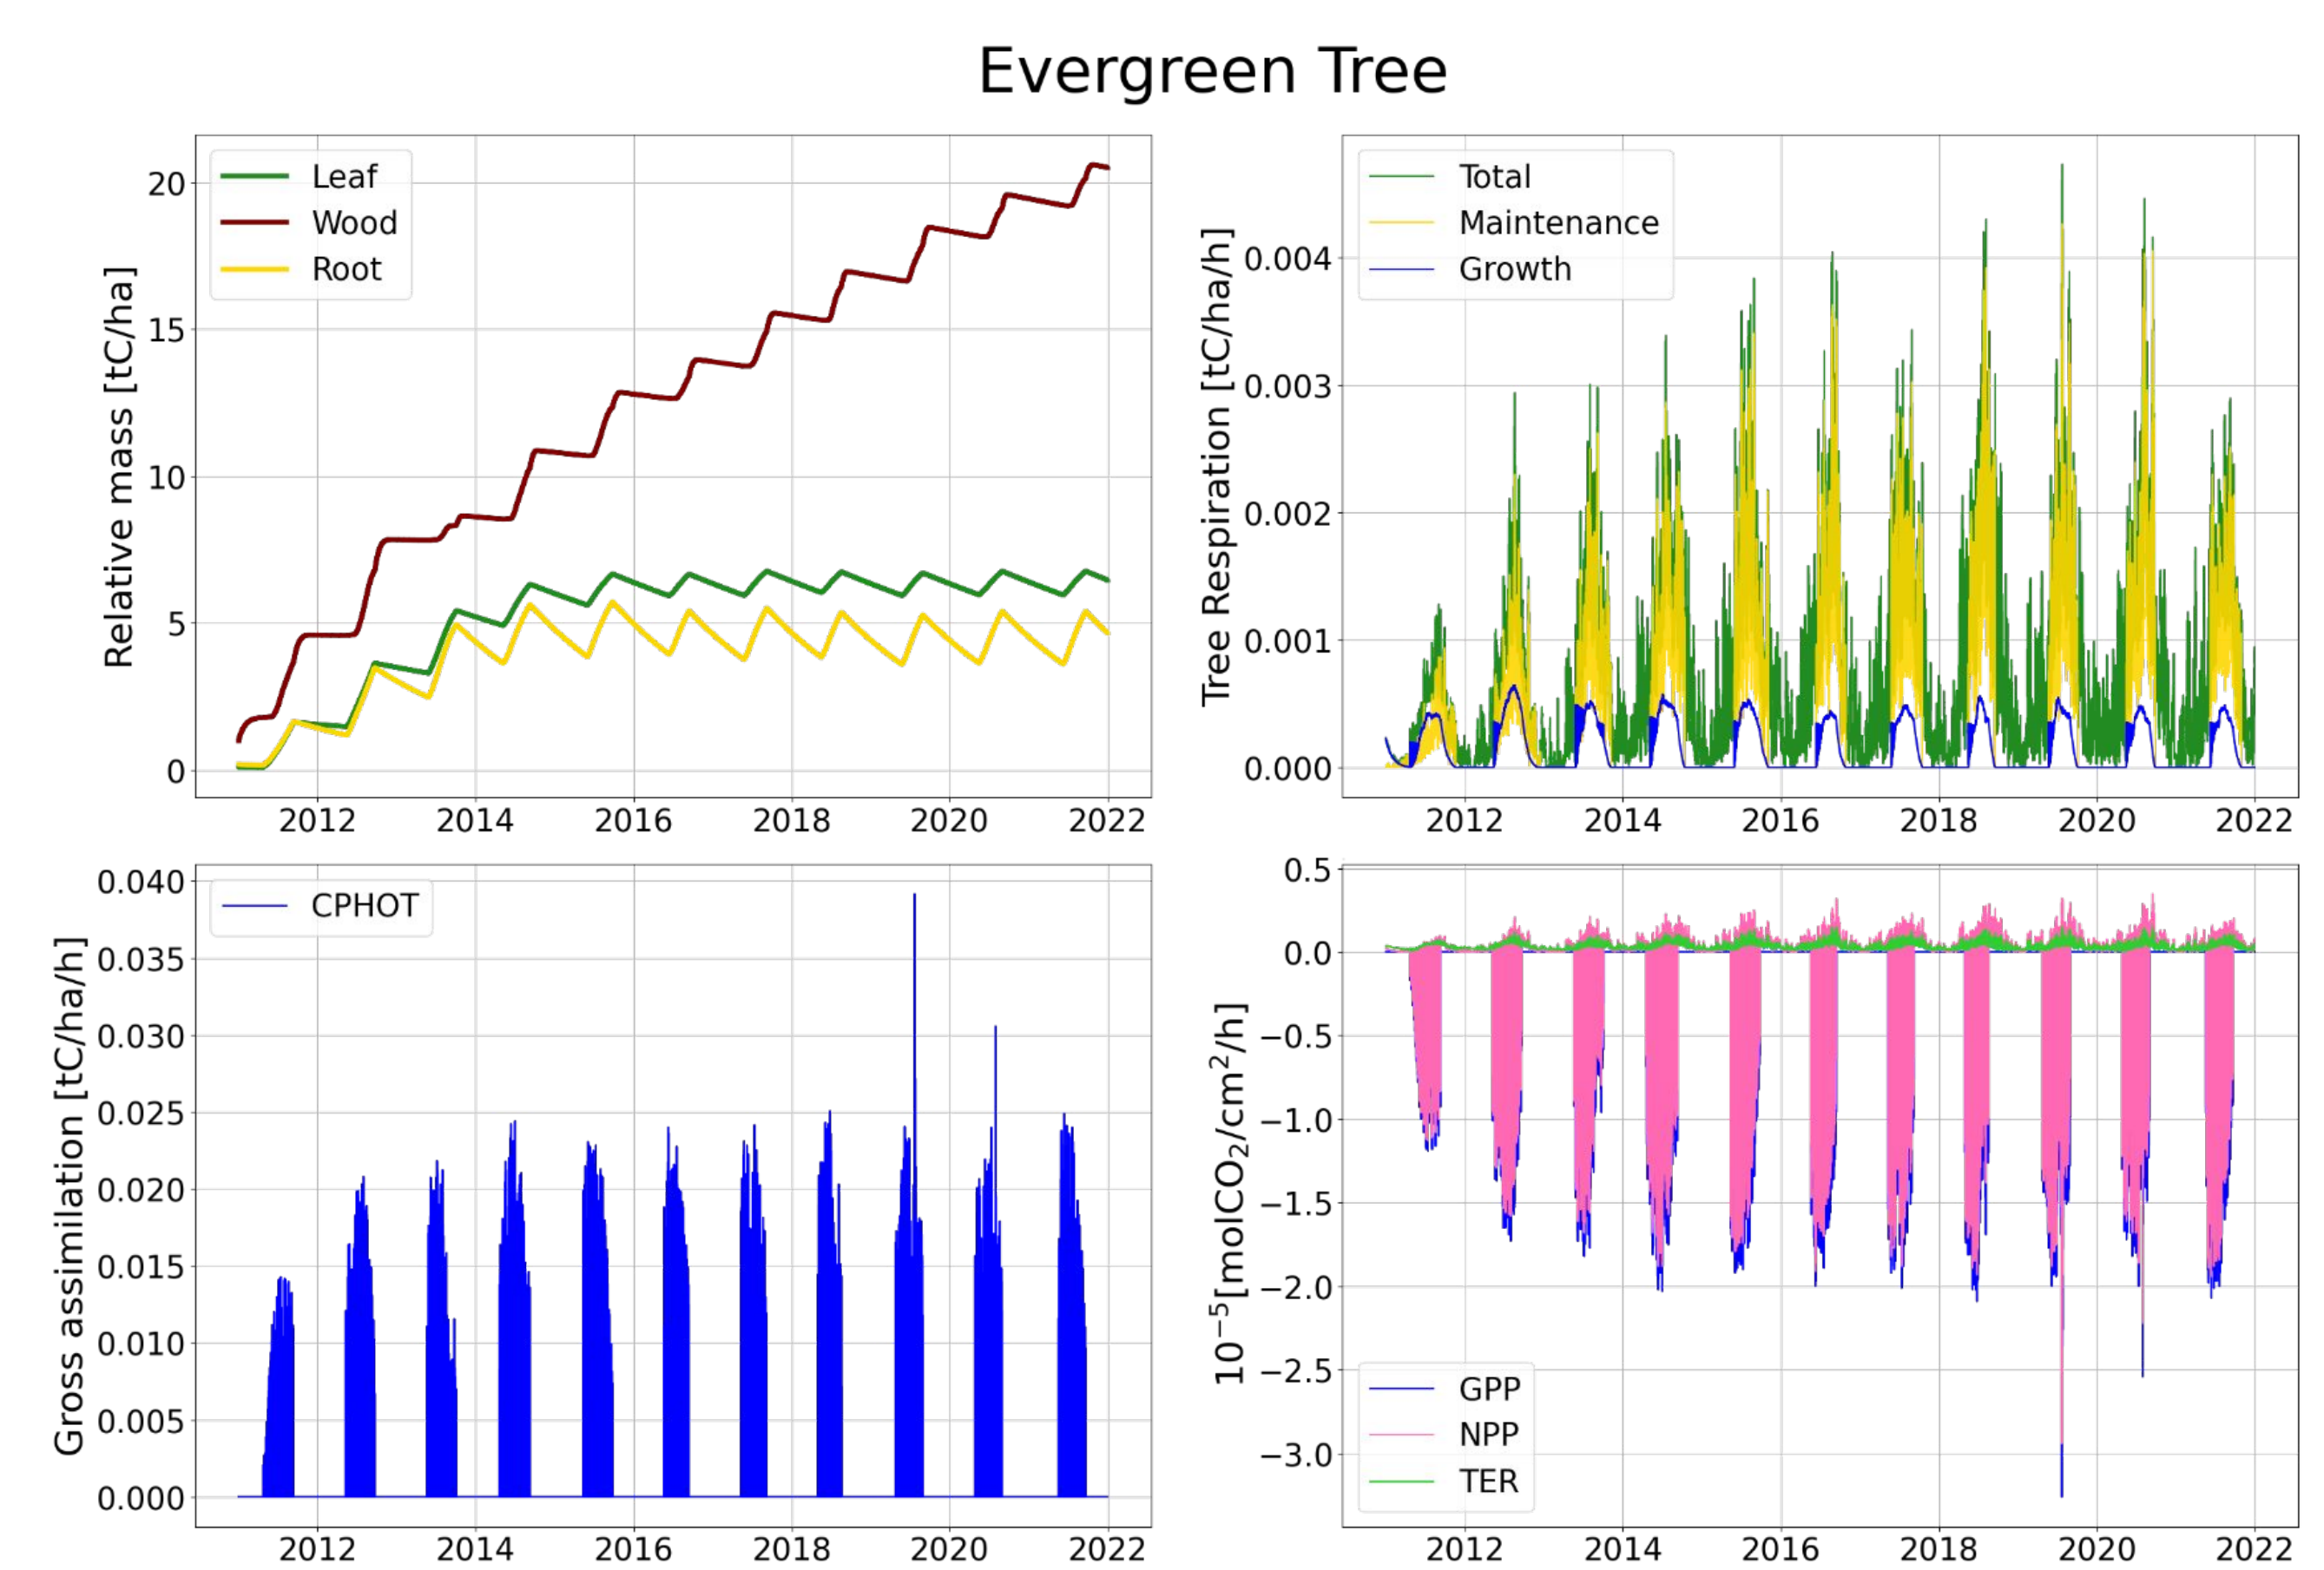 Evergreen Tree
Relative mass [tC/ha]
20
15
10
5
0
Leaf
Wood
Root
2012 2014 2016 2018 2020 2022
Tree Respiration [tC/ha/h]
0.004
0.003
0.002
0.001
0.000
Total
Maintenance
Growth
2012 2014 2016 2018 2020 2022
Gross assimilation [tC/ha/h]
0.040
0.035
0.030
0.025
0.020
0.015
0.010
0.005
0.000
CPHOT
2012 2014 2016 2018 2020 2022
10⁻⁵[molCO₂/cm²/h]
0.5
0.0
−0.5
−1.0
−1.5
−2.0
−2.5
−3.0
GPP
NPP
TER
2012 2014 2016 2018 2020 2022